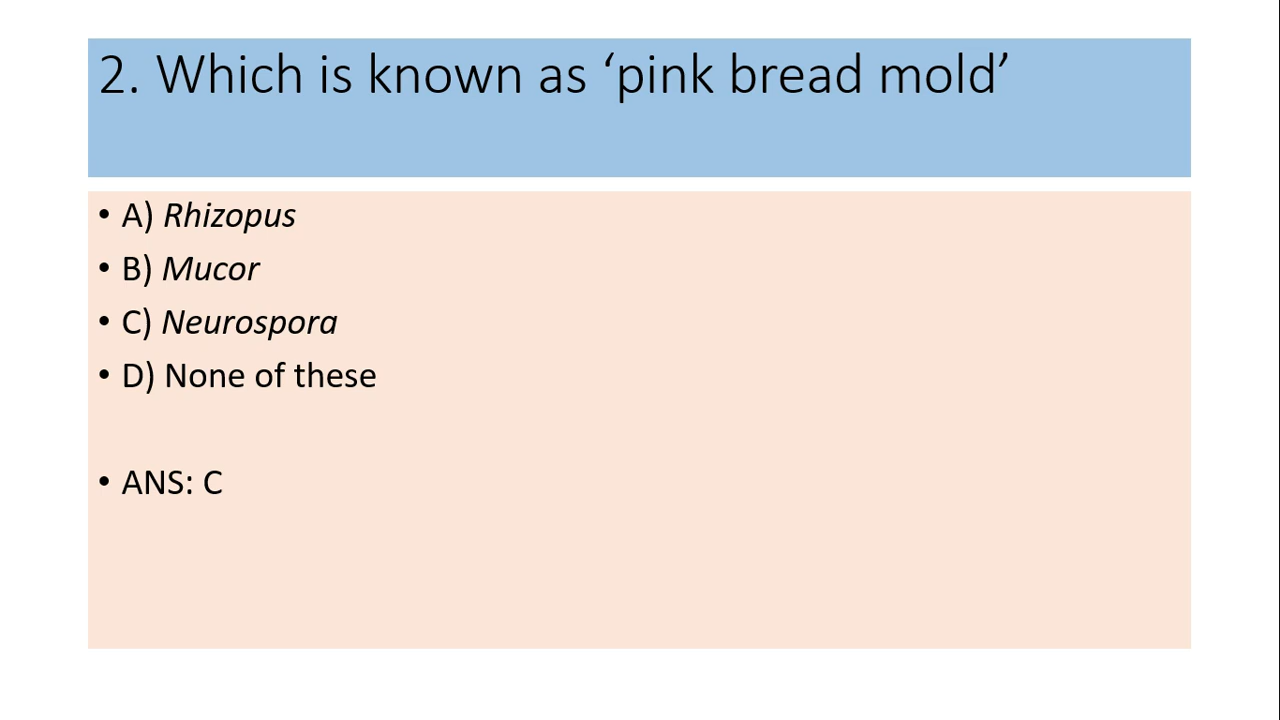 2. Which is known as ‘pink bread mold’
• A) Rhizopus
• B) Mucor
• C) Neurospora
• D) None of these
• ANS: C